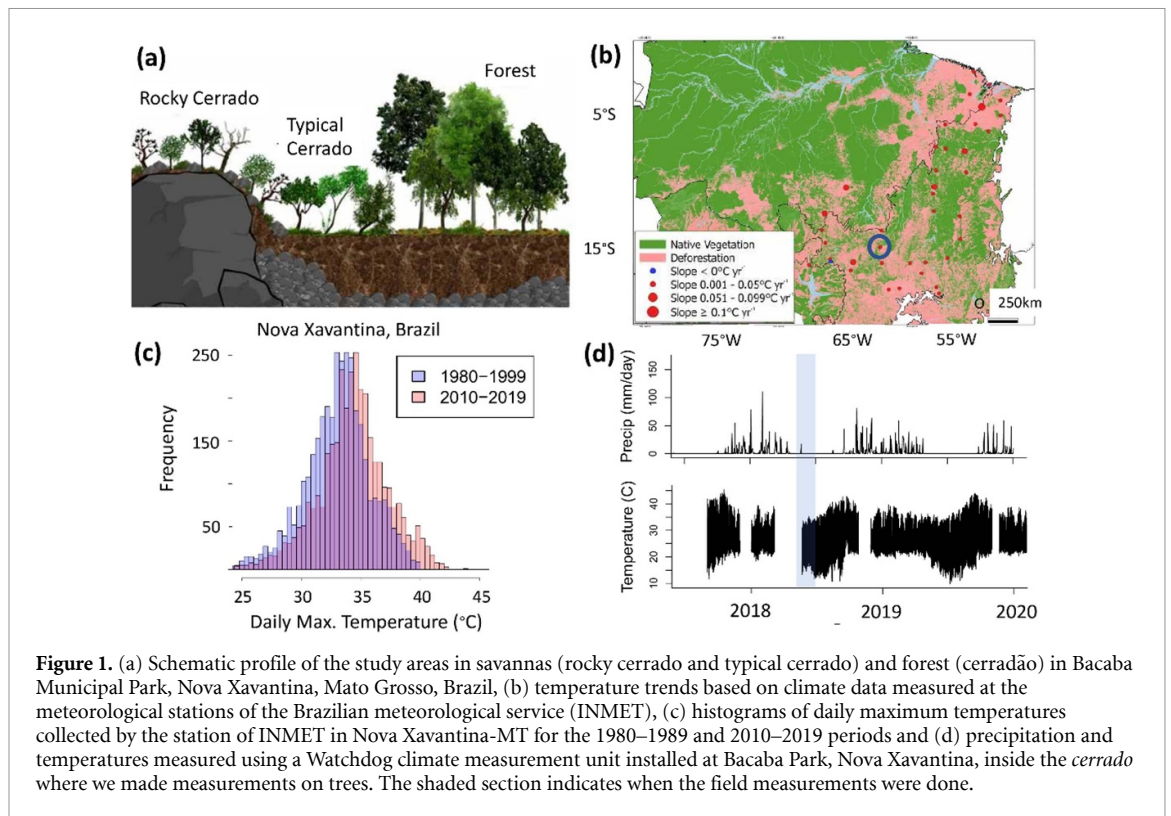 (a)
Rocky Cerrado
Typical
Cerrado
Forest
(b)
5°S
15°S
Native Vegetation
Deforestation
Slope < 0°C yr⁻¹
Slope 0.001 - 0.05°C yr⁻¹
Slope 0.051 - 0.099°C yr⁻¹
Slope ≥ 0.1°C yr⁻¹
250km
75°W 65°W 55°W
Nova Xavantina, Brazil
(c)
250
150
50
Frequency
1980−1999
2010−2019
25 30 35 40 45
Daily Max. Temperature (°C)
(d)
Precip (mm/day)
150
100
50
0
Temperature (C)
40
30
20
10
2018 2019 2020
Figure 1. (a) Schematic profile of the study areas in savannas (rocky cerrado and typical cerrado) and forest (cerradão) in Bacaba
Municipal Park, Nova Xavantina, Mato Grosso, Brazil, (b) temperature trends based on climate data measured at the
meteorological stations of the Brazilian meteorological service (INMET), (c) histograms of daily maximum temperatures
collected by the station of INMET in Nova Xavantina-MT for the 1980–1989 and 2010–2019 periods and (d) precipitation and
temperatures measured using a Watchdog climate measurement unit installed at Bacaba Park, Nova Xavantina, inside the cerrado
where we made measurements on trees. The shaded section indicates when the field measurements were done.